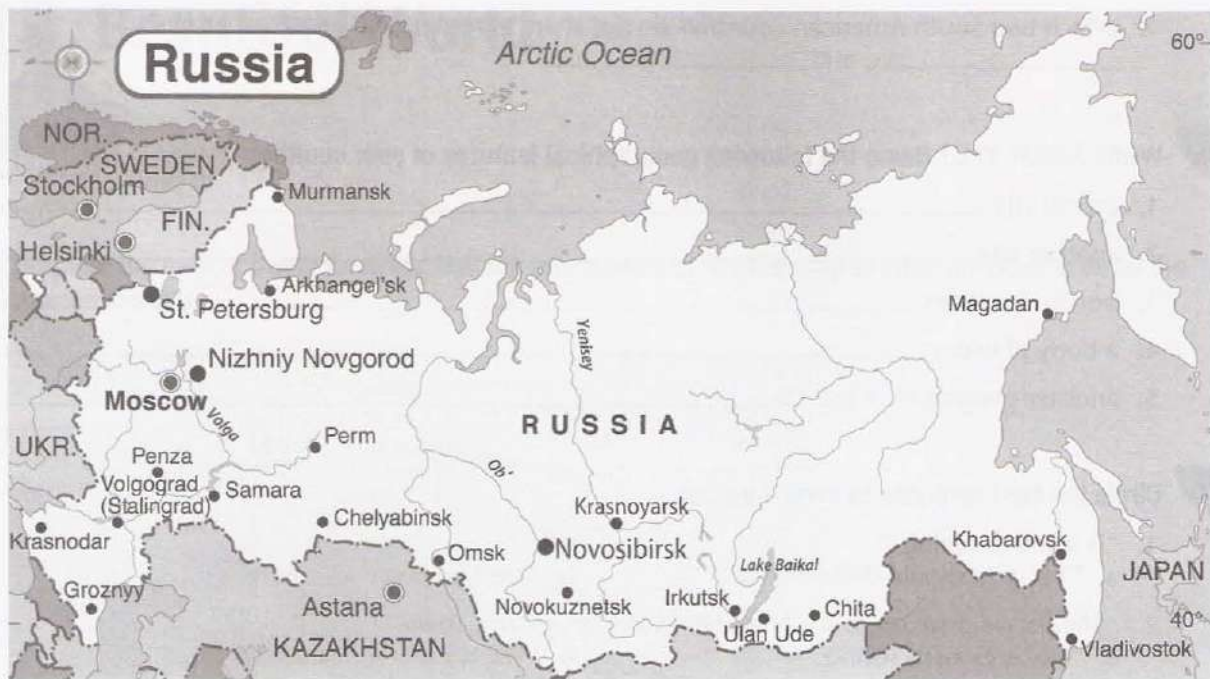 Russia
Arctic Ocean
60°
NOR.
SWEDEN
Stockholm
Murmansk
FIN.
Helsinki
Arkhangel'sk
St. Petersburg
Magadan
Yenisey
Nizhniy Novgorod
Moscow
Volga
RUSSIA
Perm
UKR.
Ob'
Penza
Volgograd
(Stalingrad)
Samara
Krasnoyarsk
Chelyabinsk
Krasnodar
Novosibirsk
Khabarovsk
Omsk
Lake Baikal
JAPAN
Groznyy
Astana
Novokuznetsk
Irkutsk
Chita
Ulan Ude
40°
KAZAKHSTAN
Vladivostok